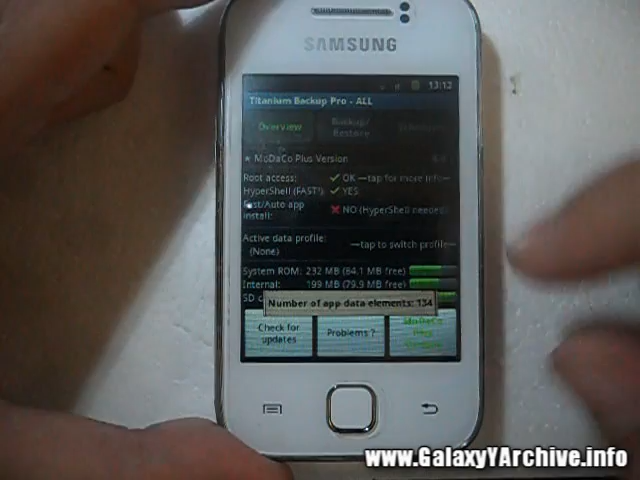 SAMSUNG
13:12
Titanium Backup Pro - ALL
Overview
Backup/
Restore
★ MoDaCo Plus Version
Root access: ✓ OK —tap for more info—
HyperShell (FAST!): ✓ YES
Fast/Auto app
install: ✗ NO (HyperShell needed)
Active data profile:
(None) —tap to switch profile—
System ROM: 232 MB (84.1 MB free)
Internal: 199 MB (79.9 MB free)
SD
Number of app data elements: 134
Check for
updates
Problems ?
MoDaCo
Plus
www.GalaxyYArchive.info